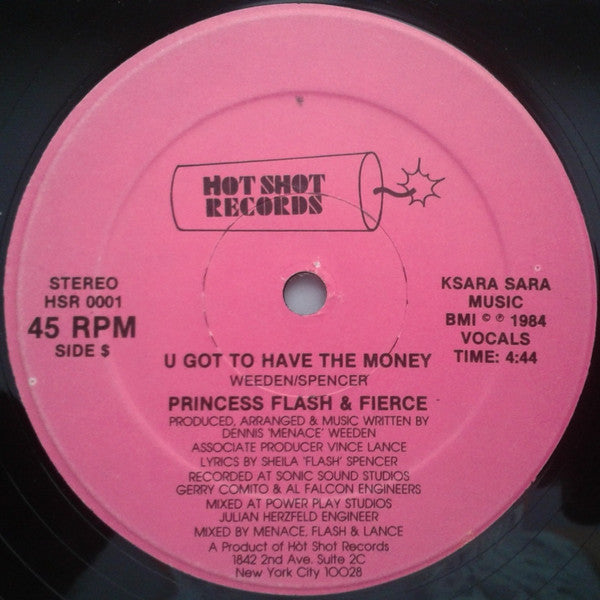 HOT SHOT
RECORDS
STEREO
HSR 0001
45 RPM
SIDE $
KSARA SARA
MUSIC
BMI © ℗ 1984
VOCALS
TIME: 4:44
U GOT TO HAVE THE MONEY
WEEDEN/SPENCER
PRINCESS FLASH & FIERCE
PRODUCED, ARRANGED & MUSIC WRITTEN BY
DENNIS 'MENACE' WEEDEN
ASSOCIATE PRODUCER VINCE LANCE
LYRICS BY SHEILA 'FLASH' SPENCER
RECORDED AT SONIC SOUND STUDIOS
GERRY COMITO & AL FALCON ENGINEERS
MIXED AT POWER PLAY STUDIOS
JULIAN HERZFELD ENGINEER
MIXED BY MENACE, FLASH & LANCE
A Product of Hot Shot Records
1842 2nd Ave. Suite 2C
New York City 10028